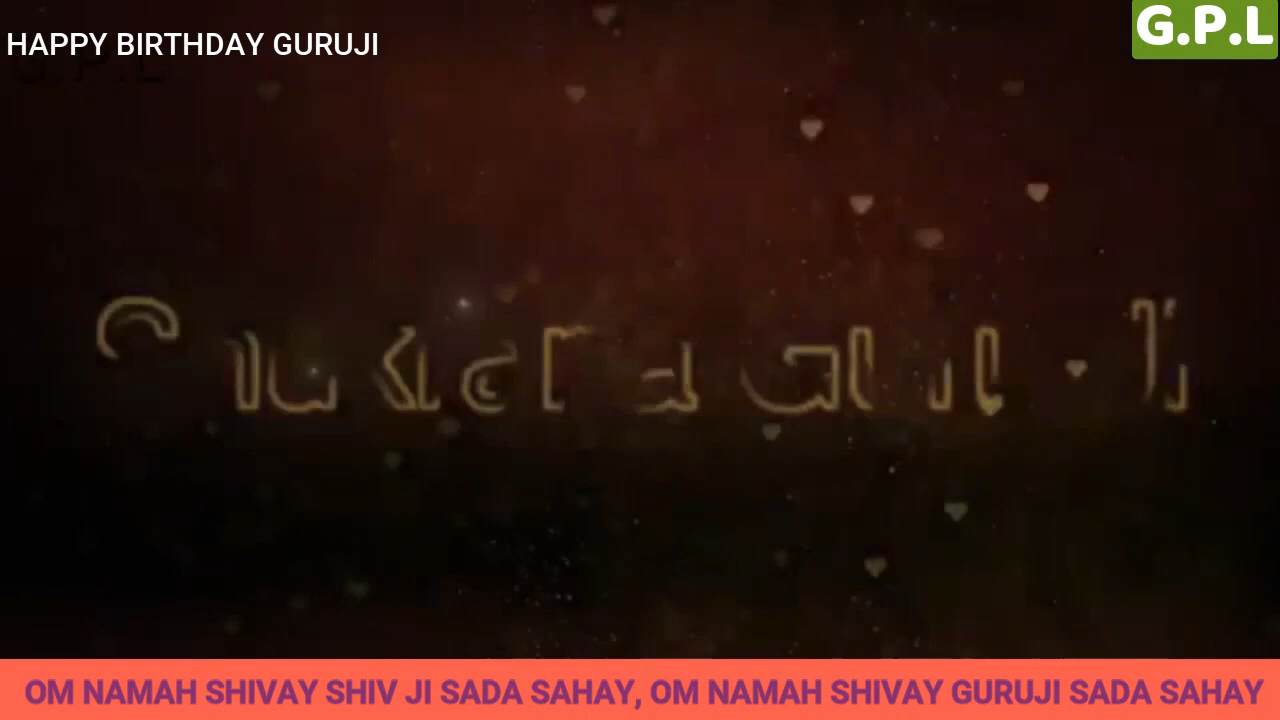 HAPPY BIRTHDAY GURUJI
G.P.L
G.P.L
OM NAMAH SHIVAY SHIV JI SADA SAHAY, OM NAMAH SHIVAY GURUJI SADA SAHAY